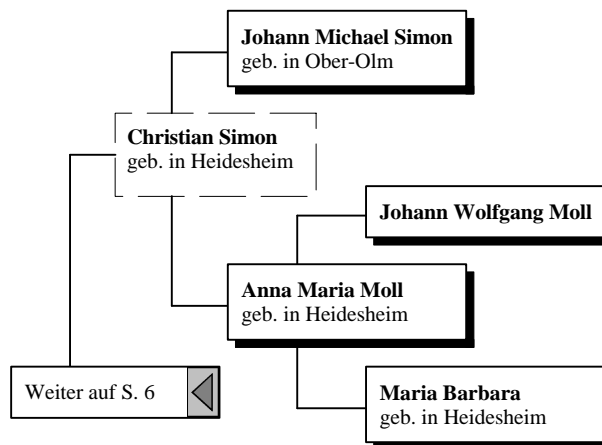 Johann Michael Simon
geb. in Ober-Olm
Christian Simon
geb. in Heidesheim
Johann Wolfgang Moll
Anna Maria Moll
geb. in Heidesheim
Weiter auf S. 6
Maria Barbara
geb. in Heidesheim